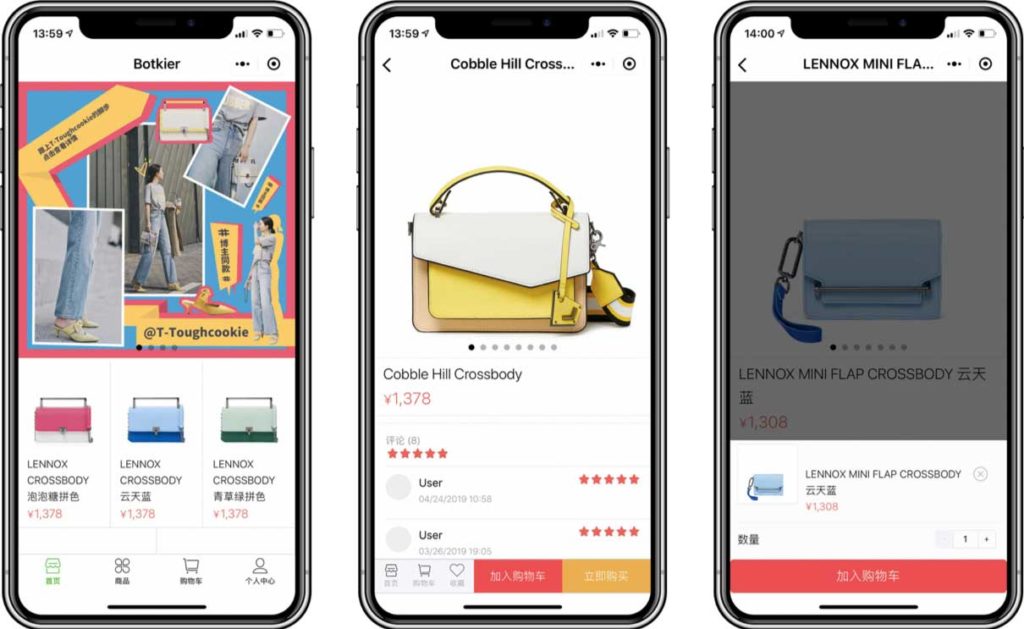 13:59
Botkier
跟上T-Toughcookie的脚步
点击查看详情
#博主同款#
@T-Toughcookie
LENNOX
CROSSBODY
泡泡糖拼色
¥1,378
LENNOX
CROSSBODY
云天蓝
¥1,378
LENNOX
CROSSBODY
青草绿拼色
¥1,378
首页
商品
购物车
个人中心
13:59
Cobble Hill Cross...
Cobble Hill Crossbody
¥1,378
评论 (8)
User
04/24/2019 10:58
User
03/26/2019 19:05
首页
购物车
收藏
加入购物车
立即购买
14:00
LENNOX MINI FLA...
LENNOX MINI FLAP CROSSBODY 云天
蓝
¥1,308
LENNOX MINI FLAP CROSSBODY
云天蓝
¥1,308
数量
-
1
+
加入购物车